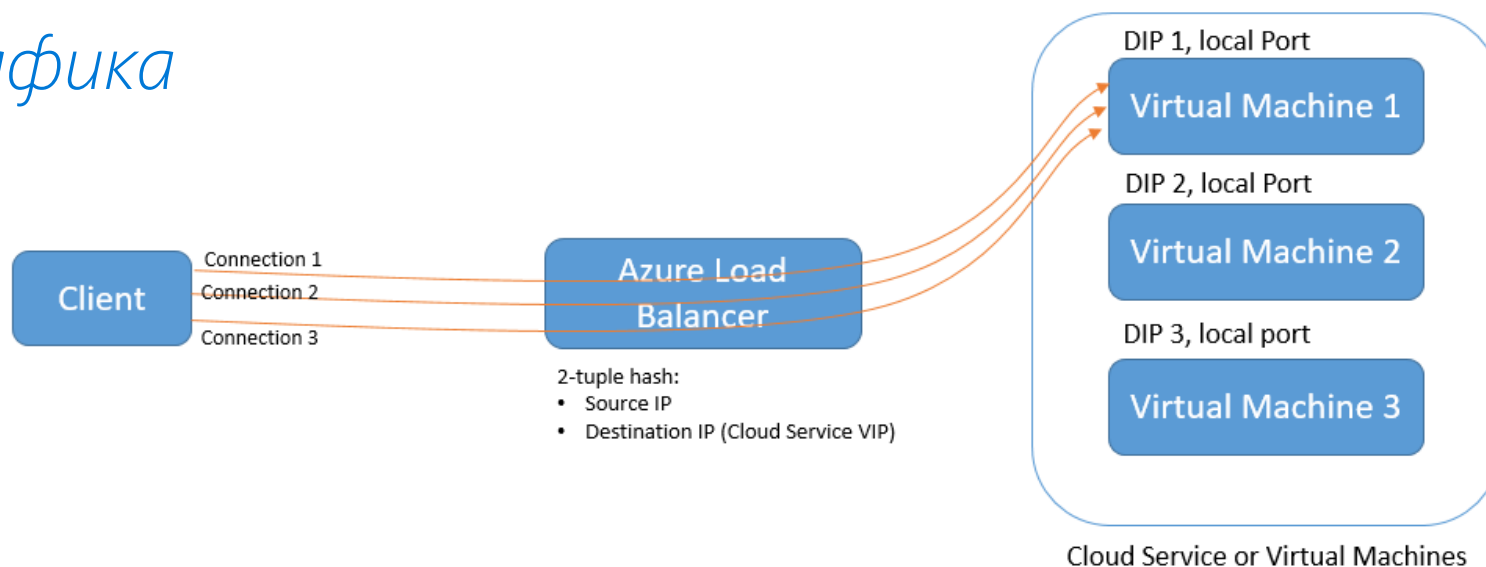 афика
DIP 1, local Port
Virtual Machine 1
DIP 2, local Port
Virtual Machine 2
DIP 3, local port
Virtual Machine 3
Client
Connection 1
Connection 2
Connection 3
Azure Load
Balancer
2-tuple hash:
• Source IP
• Destination IP (Cloud Service VIP)
Cloud Service or Virtual Machines